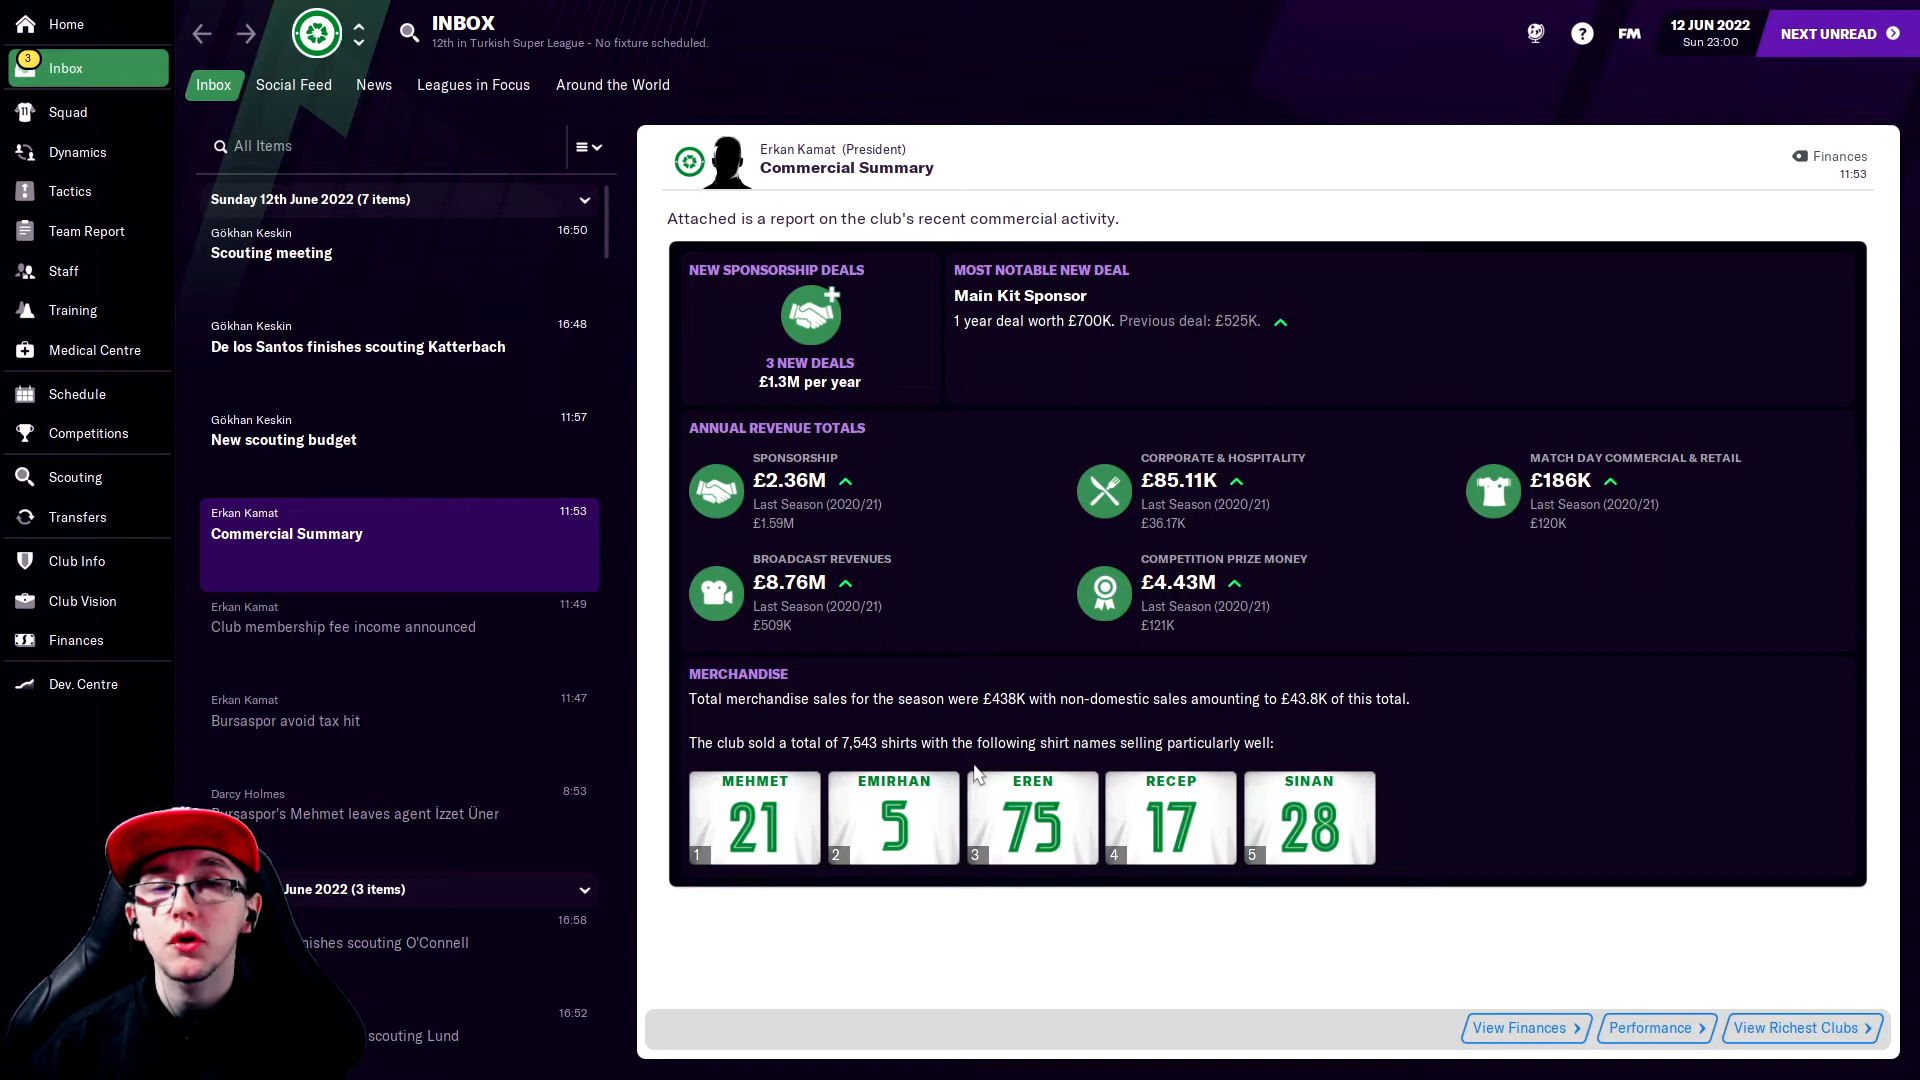 Home
3
Inbox
Squad
Dynamics
Tactics
Team Report
Staff
Training
Medical Centre
Schedule
Competitions
Scouting
Transfers
Club Info
Club Vision
Finances
Dev. Centre
INBOX
12th in Turkish Super League - No fixture scheduled.
?
FM
12 JUN 2022
Sun 23:00
NEXT UNREAD
Inbox
Social Feed
News
Leagues in Focus
Around the World
All Items
Sunday 12th June 2022 (7 items)
Gökhan Keskin 16:50
Scouting meeting
Gökhan Keskin 16:48
De los Santos finishes scouting Katterbach
Gökhan Keskin 11:57
New scouting budget
Erkan Kamat 11:53
Commercial Summary
Erkan Kamat 11:49
Club membership fee income announced
Erkan Kamat 11:47
Bursaspor avoid tax hit
Darcy Holmes 8:53
Bursaspor's Mehmet leaves agent İzzet Üner
June 2022 (3 items)
16:58
nishes scouting O'Connell
16:52
scouting Lund
Erkan Kamat (President)
Commercial Summary
Finances
11:53
Attached is a report on the club's recent commercial activity.
NEW SPONSORSHIP DEALS
3 NEW DEALS
£1.3M per year
MOST NOTABLE NEW DEAL
Main Kit Sponsor
1 year deal worth £700K. Previous deal: £525K.
ANNUAL REVENUE TOTALS
SPONSORSHIP
£2.36M
Last Season (2020/21)
£1.59M
CORPORATE & HOSPITALITY
£85.11K
Last Season (2020/21)
£36.17K
MATCH DAY COMMERCIAL & RETAIL
£186K
Last Season (2020/21)
£120K
BROADCAST REVENUES
£8.76M
Last Season (2020/21)
£509K
COMPETITION PRIZE MONEY
£4.43M
Last Season (2020/21)
£121K
MERCHANDISE
Total merchandise sales for the season were £438K with non-domestic sales amounting to £43.8K of this total.
The club sold a total of 7,543 shirts with the following shirt names selling particularly well:
MEHMET
21
1
EMIRHAN
5
2
EREN
75
3
RECEP
17
4
SINAN
28
5
View Finances
Performance
View Richest Clubs